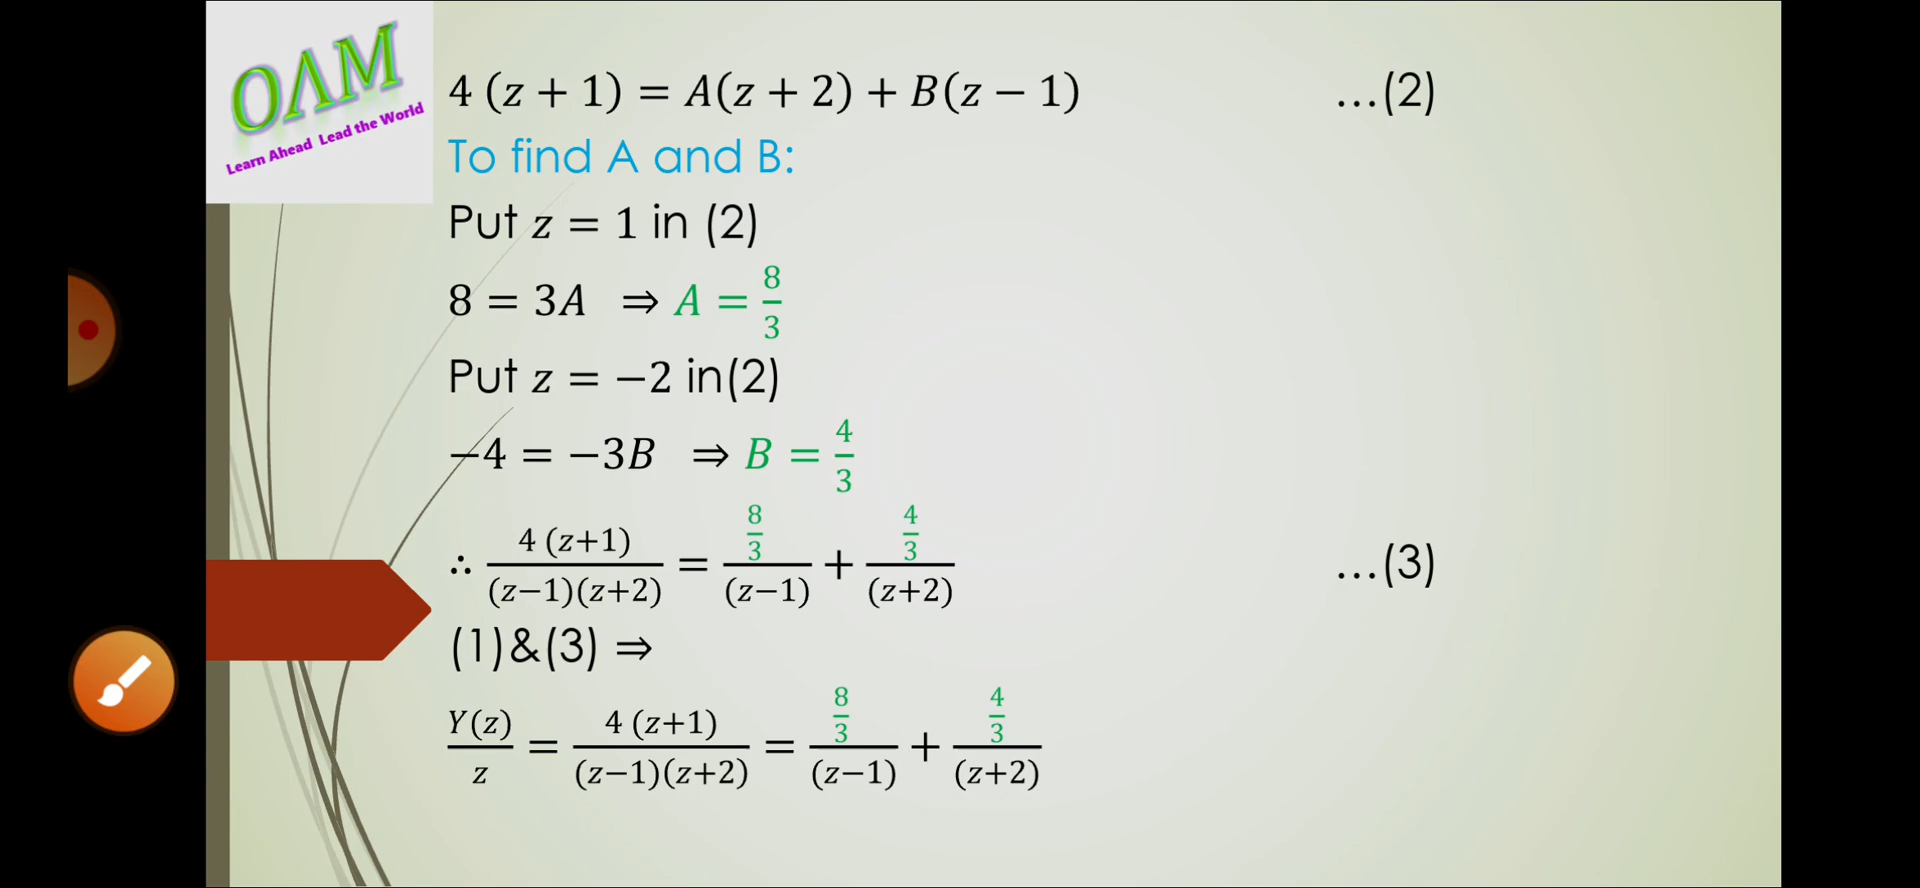 OΛM
Learn Ahead Lead the World
4 (z + 1) = A(z + 2) + B(z − 1) …(2)
To find A and B:
Put z = 1 in (2)
8 = 3A ⇒ A = 8/3
Put z = −2 in(2)
−4 = −3B ⇒ B = 4/3
∴ 4 (z+1)/(z−1)(z+2) = 8/3/(z−1) + 4/3/(z+2) …(3)
(1)&(3) ⇒
Y(z)/z = 4 (z+1)/(z−1)(z+2) = 8/3/(z−1) + 4/3/(z+2)